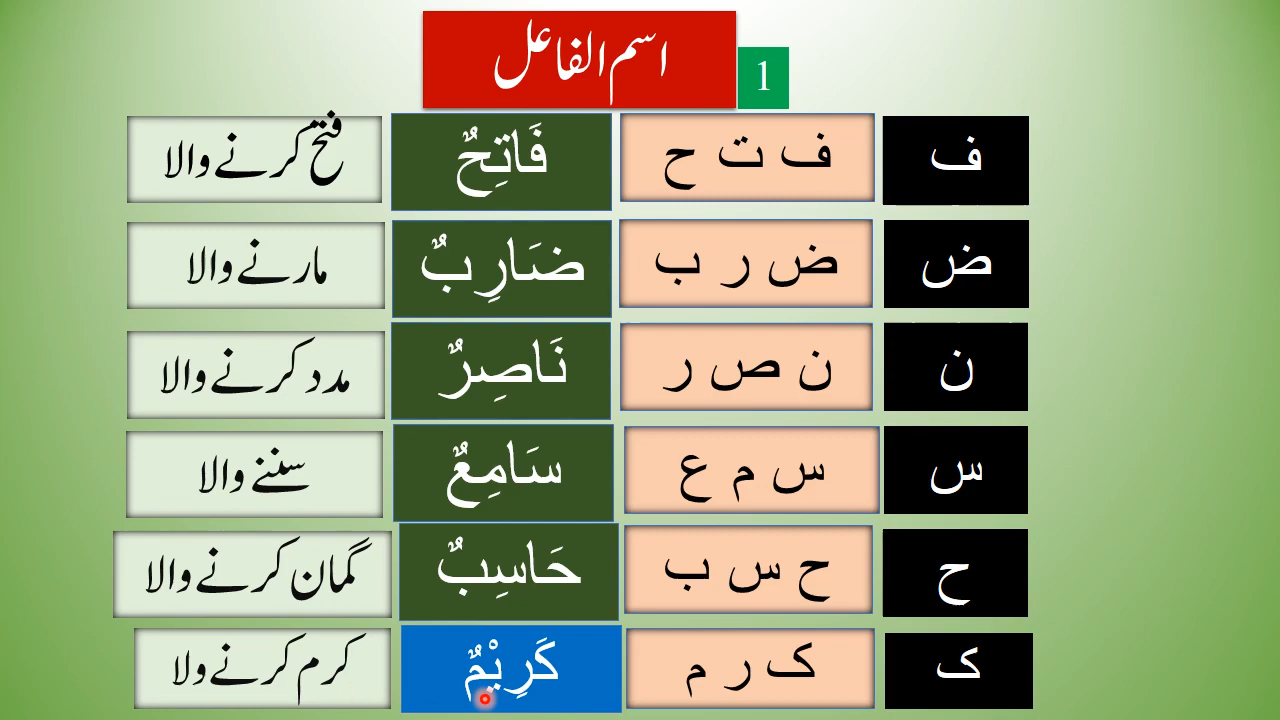 اسم الفاعل
1
ف
ف ت ح
فَاتِحٌ
فتح کرنے والا
ض
ض ر ب
ضَارِبٌ
مارنے والا
ن
ن ص ر
نَاصِرٌ
مدد کرنے والا
س
س م ع
سَامِعٌ
سننے والا
ح
ح س ب
حَاسِبٌ
گمان کرنے والا
ک
ک ر م
کَرِیْمٌ
کرم کرنے ولا